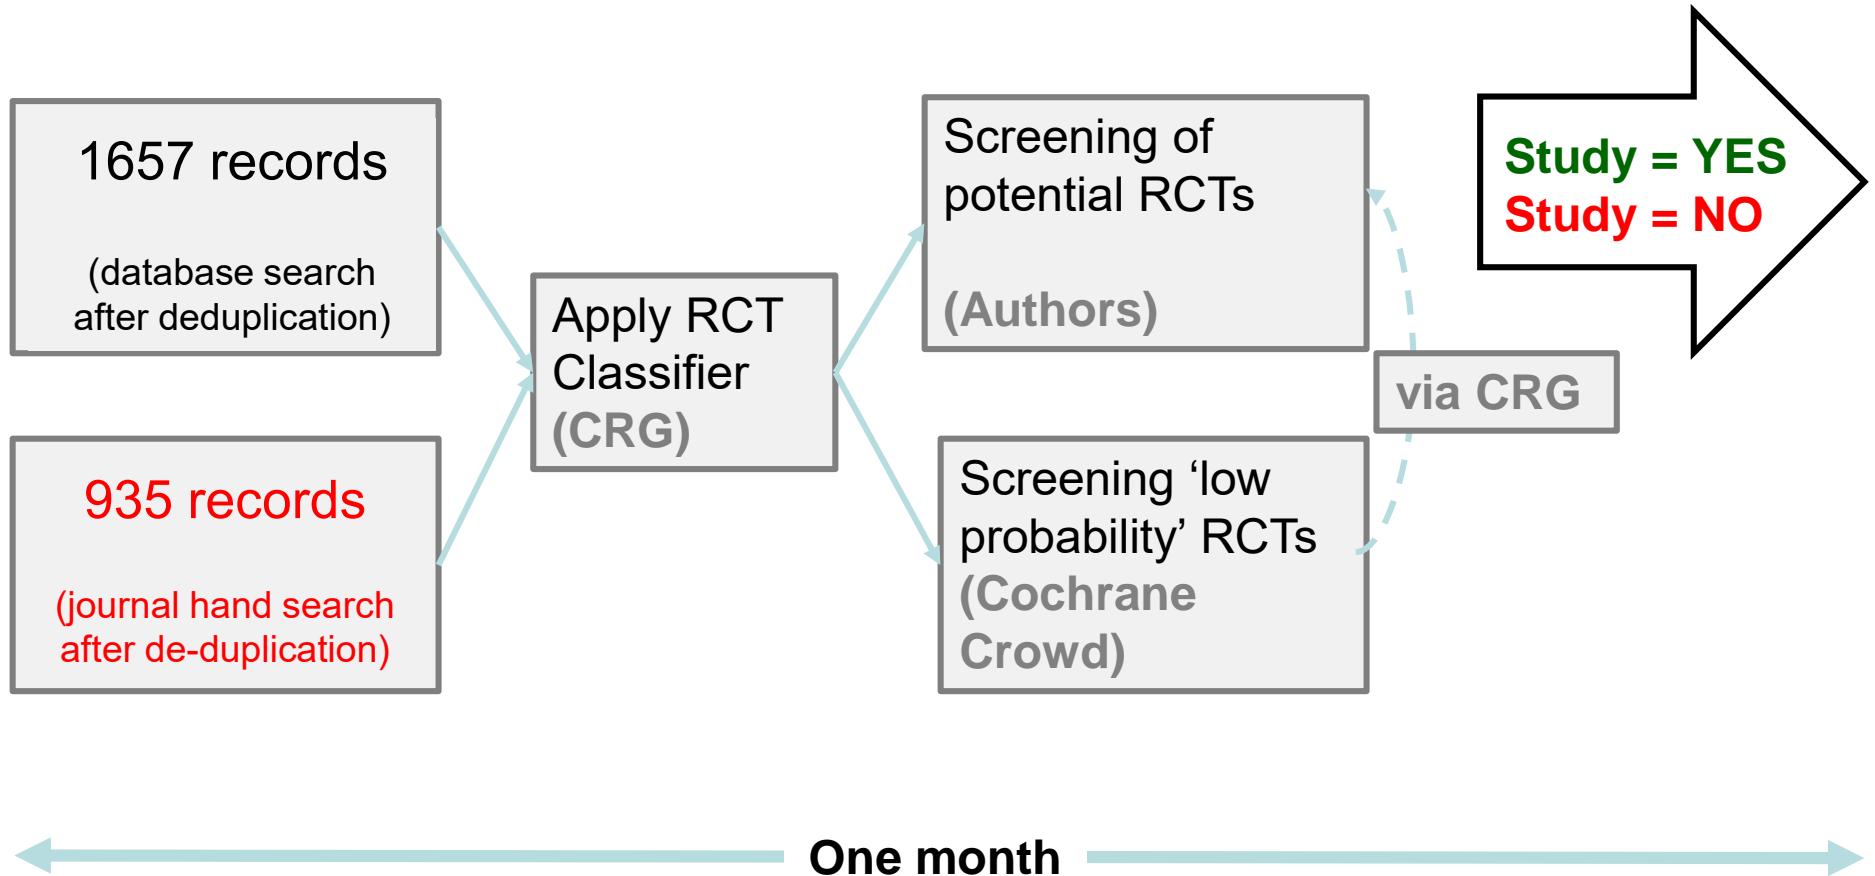 1657 records
(database search
after deduplication)
935 records
(journal hand search
after de-duplication)
Apply RCT
Classifier
(CRG)
Screening of
potential RCTs
(Authors)
Screening ‘low
probability’ RCTs
(Cochrane
Crowd)
via CRG
Study = YES
Study = NO
One month